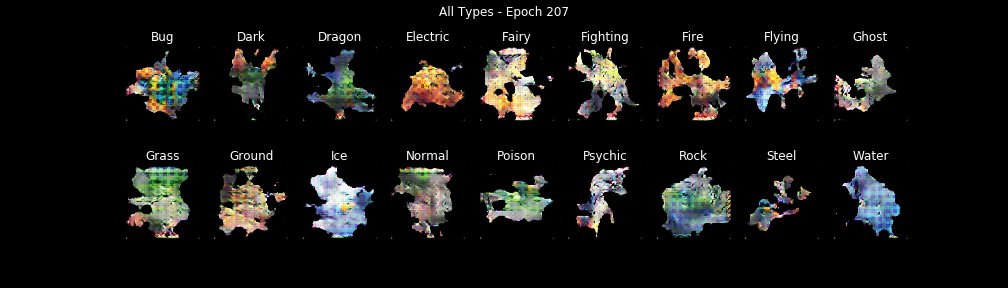 All Types - Epoch 207
Bug Dark Dragon Electric Fairy Fighting Fire Flying Ghost
Grass Ground Ice Normal Poison Psychic Rock Steel Water